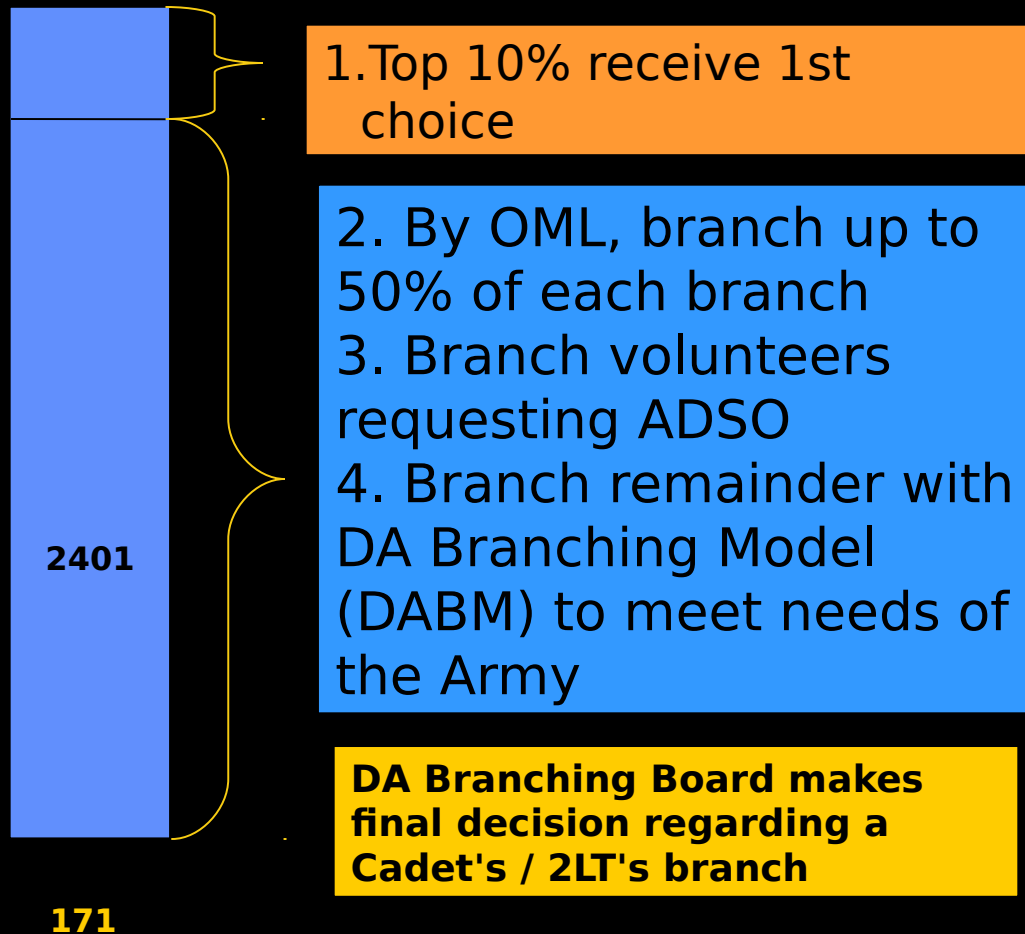 1.Top 10% receive 1st
choice
2. By OML, branch up to
50% of each branch
3. Branch volunteers
requesting ADSO
4. Branch remainder with
DA Branching Model
(DABM) to meet needs of
the Army
2401
DA Branching Board makes
final decision regarding a
Cadet's / 2LT's branch
171